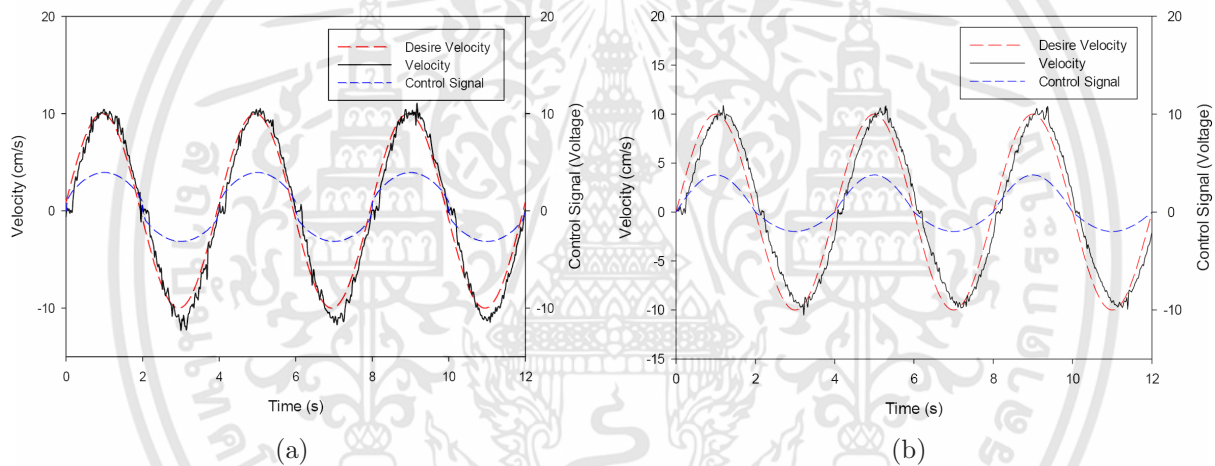 20
10
0
-10
Velocity (cm/s)
20
10
0
-10
Control Signal (Voltage)
Desire Velocity
Velocity
Control Signal
0 2 4 6 8 10 12
Time (s)
(a)
20
15
10
5
0
-5
-10
-15
Velocity (cm/s)
20
10
0
-10
Control Signal (Voltage)
Desire Velocity
Velocity
Control Signal
0 2 4 6 8 10 12
Time (s)
(b)